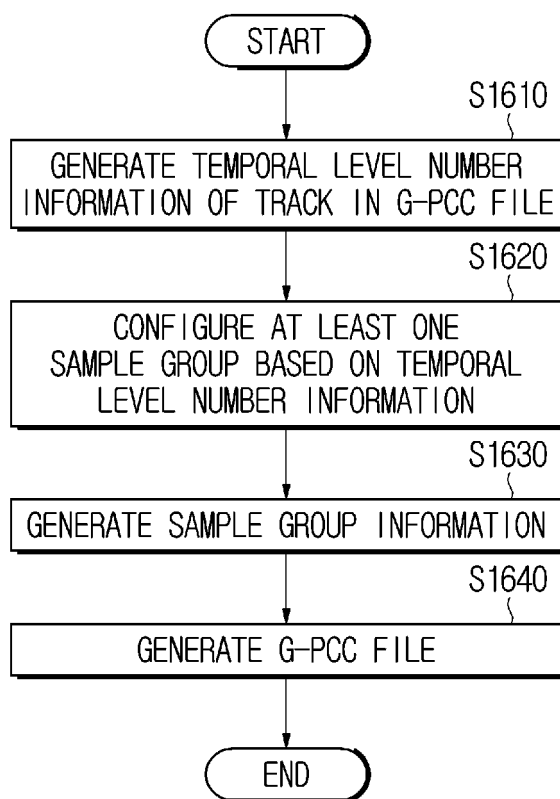 START
S1610
GENERATE TEMPORAL LEVEL NUMBER
INFORMATION OF TRACK IN G-PCC FILE
S1620
CONFIGURE AT LEAST ONE
SAMPLE GROUP BASED ON TEMPORAL
LEVEL NUMBER INFORMATION
S1630
GENERATE SAMPLE GROUP INFORMATION
S1640
GENERATE G-PCC FILE
END